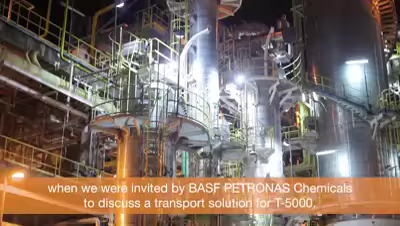 when we were invited by BASF PETRONAS Chemicals
to discuss a transport solution for T-5000,